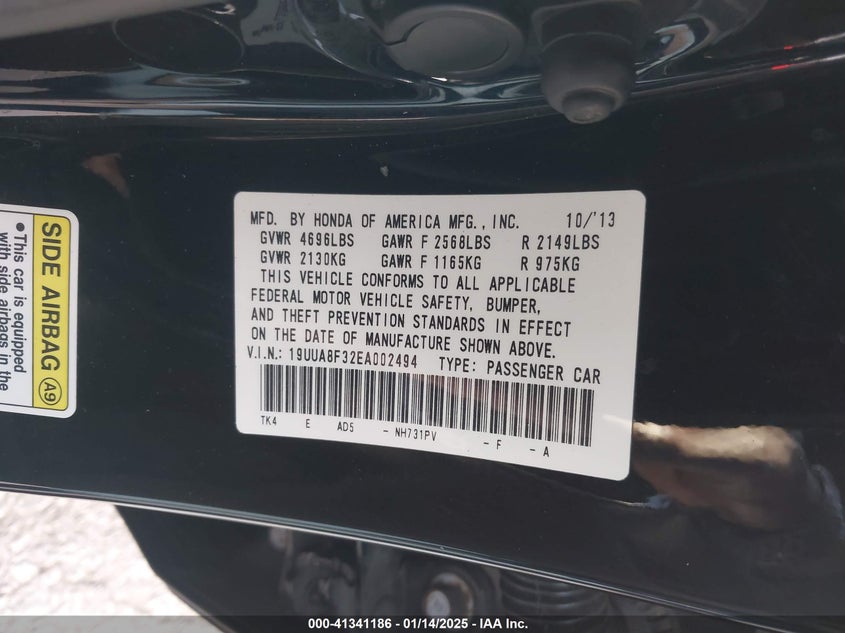 MFD. BY HONDA OF AMERICA MFG., INC. 10/'13
GVWR 4696LBS GAWR F 2568LBS R 2149LBS
GVWR 2130KG GAWR F 1165KG R 975KG
THIS VEHICLE CONFORMS TO ALL APPLICABLE
FEDERAL MOTOR VEHICLE SAFETY, BUMPER,
AND THEFT PREVENTION STANDARDS IN EFFECT
ON THE DATE OF MANUFACTURE SHOWN ABOVE.
V.I.N.: 19UUA8F32EA002494 TYPE: PASSENGER CAR
TK4 E AD5 - NH731PV - F - A
SIDE AIRBAG A9
•This car is equipped
with side airbags in the
000-41341186 - 01/14/2025 - IAA Inc.